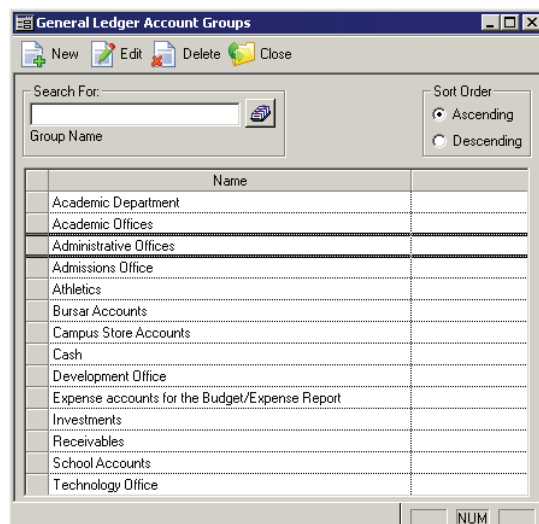 General Ledger Account Groups
New Edit Delete Close
Search For:
Group Name
Sort Order
Ascending
Descending
Name
Academic Department
Academic Offices
Administrative Offices
Admissions Office
Athletics
Bursar Accounts
Campus Store Accounts
Cash
Development Office
Expense accounts for the Budget/Expense Report
Investments
Receivables
School Accounts
Technology Office
NUM